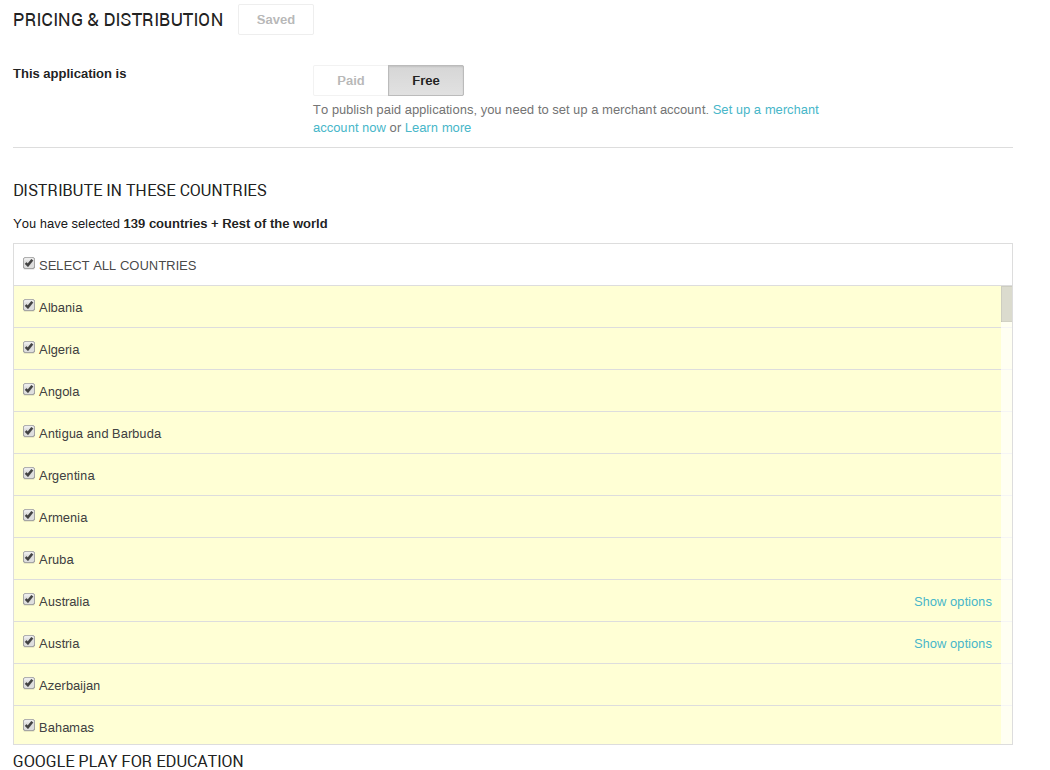 PRICING & DISTRIBUTION
Saved
This application is
Paid
Free
To publish paid applications, you need to set up a merchant account. Set up a merchant
account now or Learn more
DISTRIBUTE IN THESE COUNTRIES
You have selected 139 countries + Rest of the world
SELECT ALL COUNTRIES
Albania
Algeria
Angola
Antigua and Barbuda
Argentina
Armenia
Aruba
Australia
Show options
Austria
Show options
Azerbaijan
Bahamas
GOOGLE PLAY FOR EDUCATION